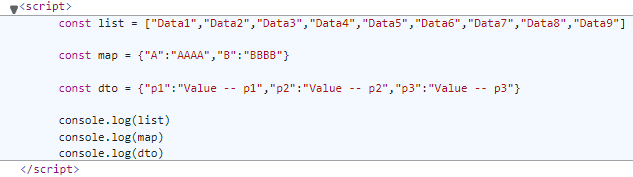 <script>
const list = ["Data1","Data2","Data3","Data4","Data5","Data6","Data7","Data8","Data9"]
const map = {"A":"AAAA","B":"BBBB"}
const dto = {"p1":"Value -- p1","p2":"Value -- p2","p3":"Value -- p3"}
console.log(list)
console.log(map)
console.log(dto)
</script>